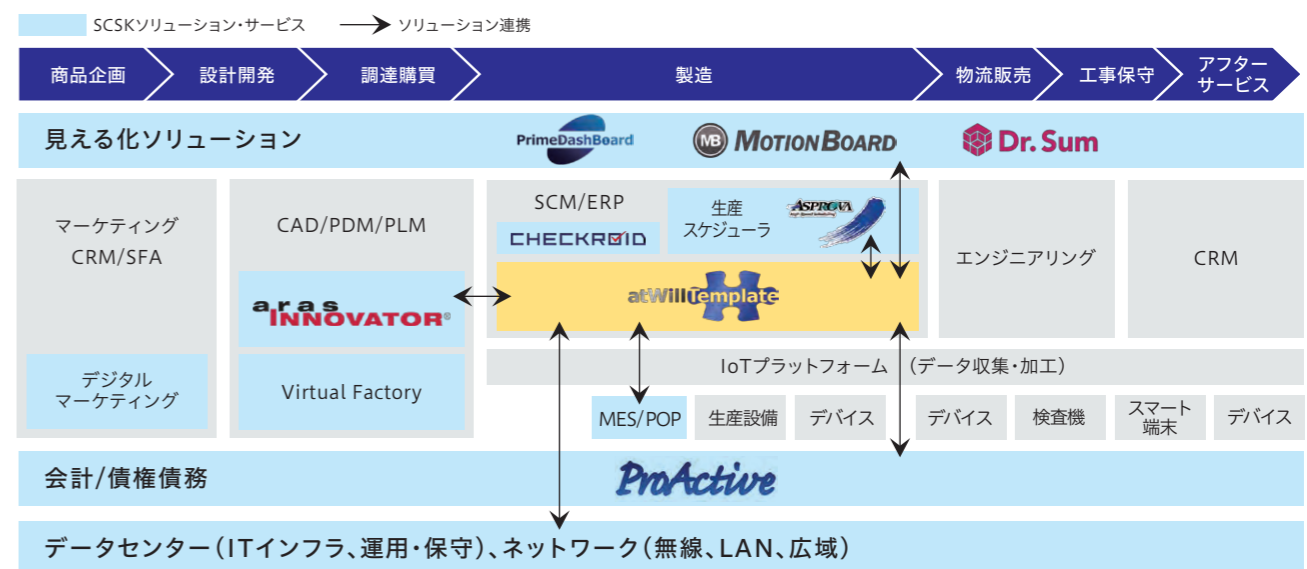 SCSKソリューション・サービス
ソリューション連携
商品企画
設計開発
調達購買
製造
物流販売
工事保守
アフター
サービス
見える化ソリューション
PrimeDashBoard
MB MOTIONBOARD
Dr.Sum
マーケティング
CRM/SFA
デジタル
マーケティング
CAD/PDM/PLM
aras
INNOVATOR®
Virtual Factory
SCM/ERP
CHECKROID
生産
スケジューラ
ASPROVA
atWillTemplate
エンジニアリング
CRM
IoTプラットフォーム （データ収集・加工）
MES/POP
生産設備
デバイス
デバイス
検査機
スマート
端末
デバイス
会計/債権債務
ProActive
データセンター（ITインフラ、運用・保守）、ネットワーク（無線、LAN、広域）